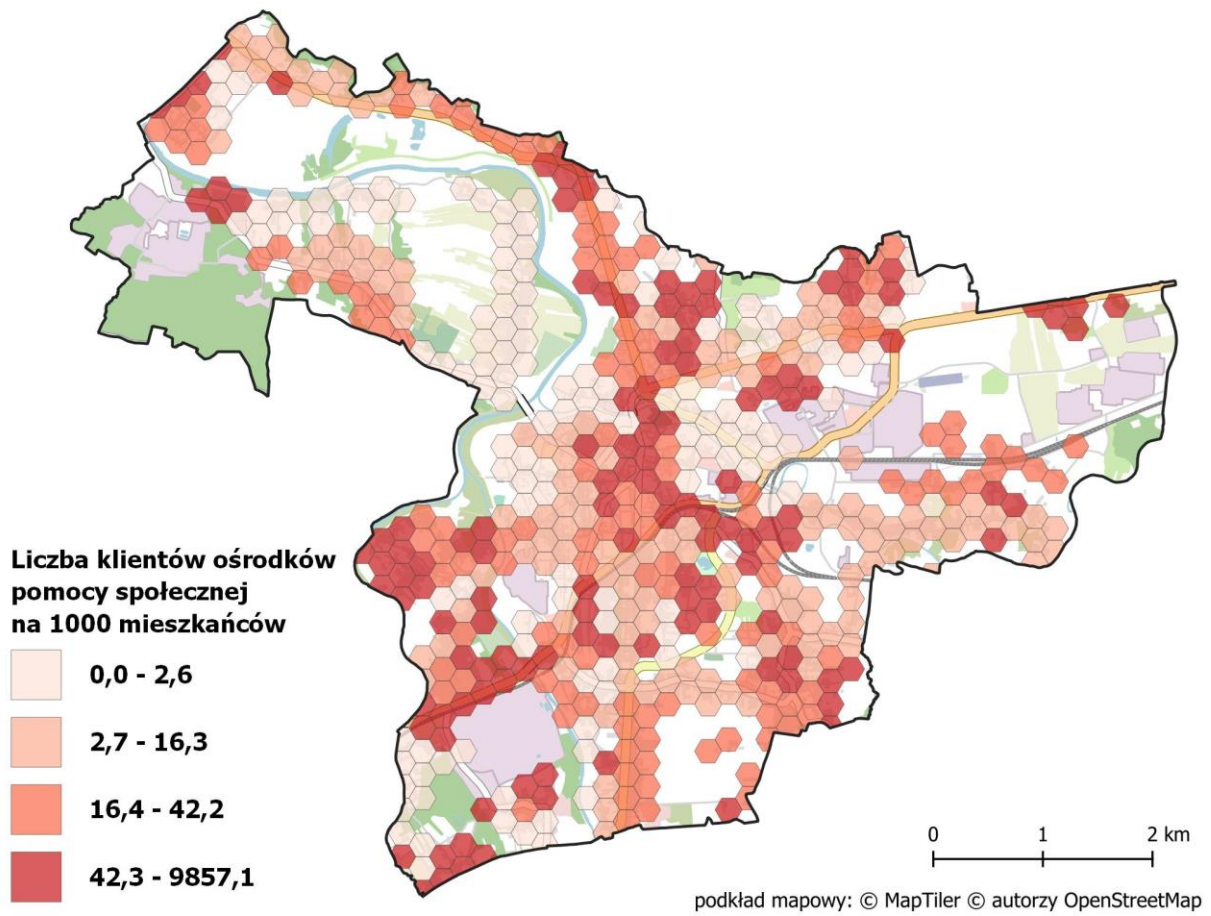 Liczba klientów ośrodków
pomocy społecznej
na 1000 mieszkańców
0,0 - 2,6
2,7 - 16,3
16,4 - 42,2
42,3 - 9857,1
0 1 2 km
podkład mapowy: © MapTiler © autorzy OpenStreetMap